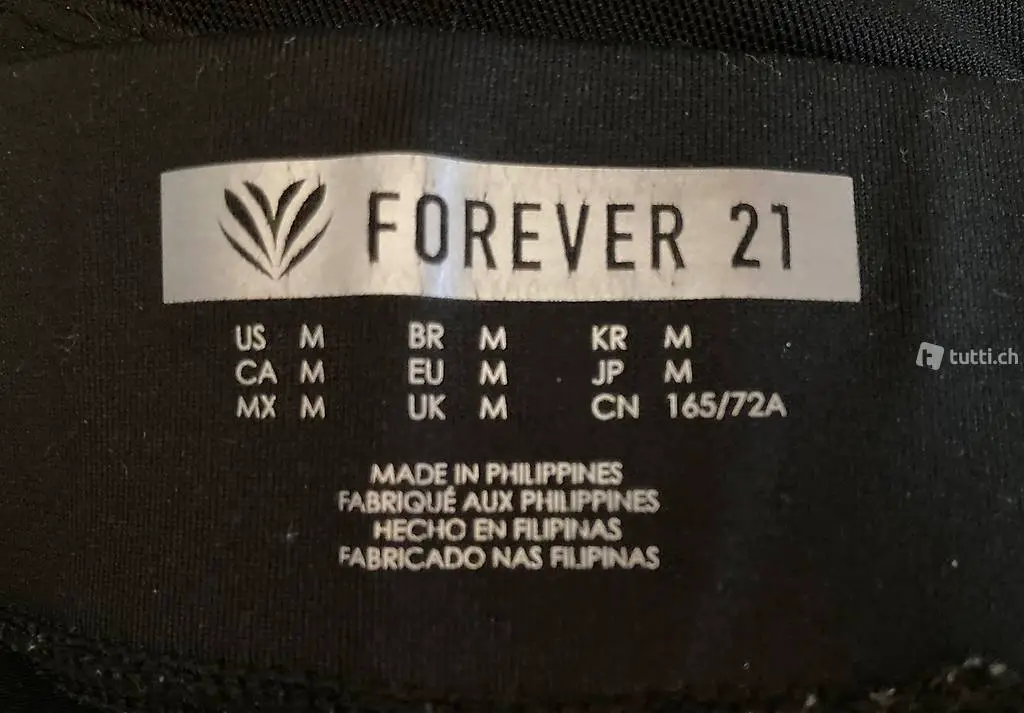 FOREVER 21
US M BR M KR M
CA M EU M JP M
MX M UK M CN 165/72A
MADE IN PHILIPPINES
FABRIQUÉ AUX PHILIPPINES
HECHO EN FILIPINAS
FABRICADO NAS FILIPINAS
tutti.ch